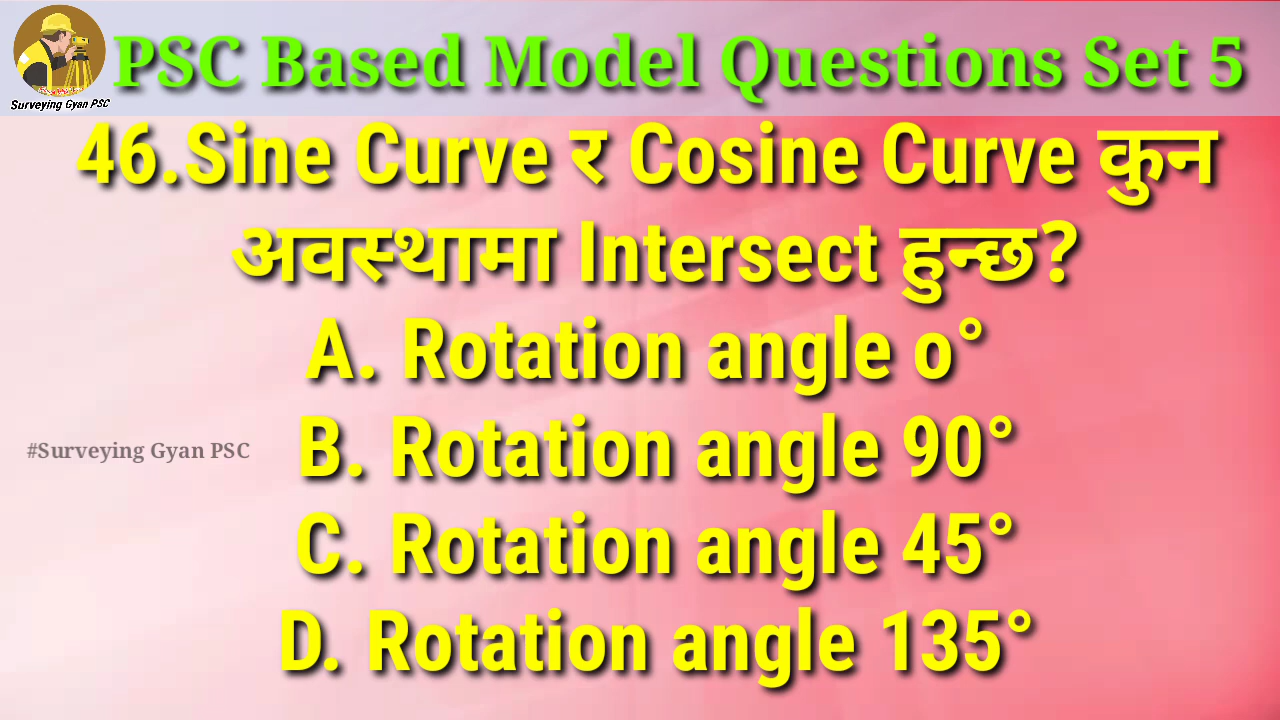 PSC Based Model Questions Set 5
Surveying Gyan PSC
46.Sine Curve र Cosine Curve कुन
अवस्थामा Intersect हुन्छ?
A. Rotation angle o°
B. Rotation angle 90°
#Surveying Gyan PSC
C. Rotation angle 45°
D. Rotation angle 135°